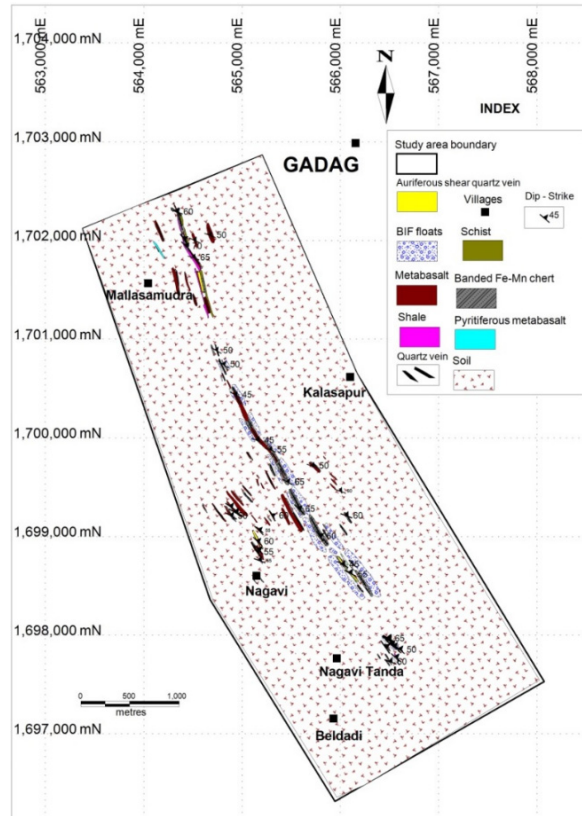 1,704,000 mN
563,000 mE
564,000 mE
565,000 mE
566,000 mE
567,000 mE
568,000 mE
N
INDEX
1,703,000 mN
GADAG
Study area boundary
Auriferous shear quartz vein
Villages
Dip - Strike
45
BIF floats
Schist
Metabasalt
Banded Fe-Mn chert
Shale
Pyritiferous metabasalt
Quartz vein
Soil
60
1,702,000 mN
50
70
65
Mallasamudra
1,701,000 mN
50
50
Kalasapur
1,700,000 mN
45
55
50
65
45
60
50
1,699,000 mN
60
60
55
45
Nagavi
1,698,000 mN
65
50
60
Nagavi Tanda
0 500 1,000
metres
1,697,000 mN
Beldadi